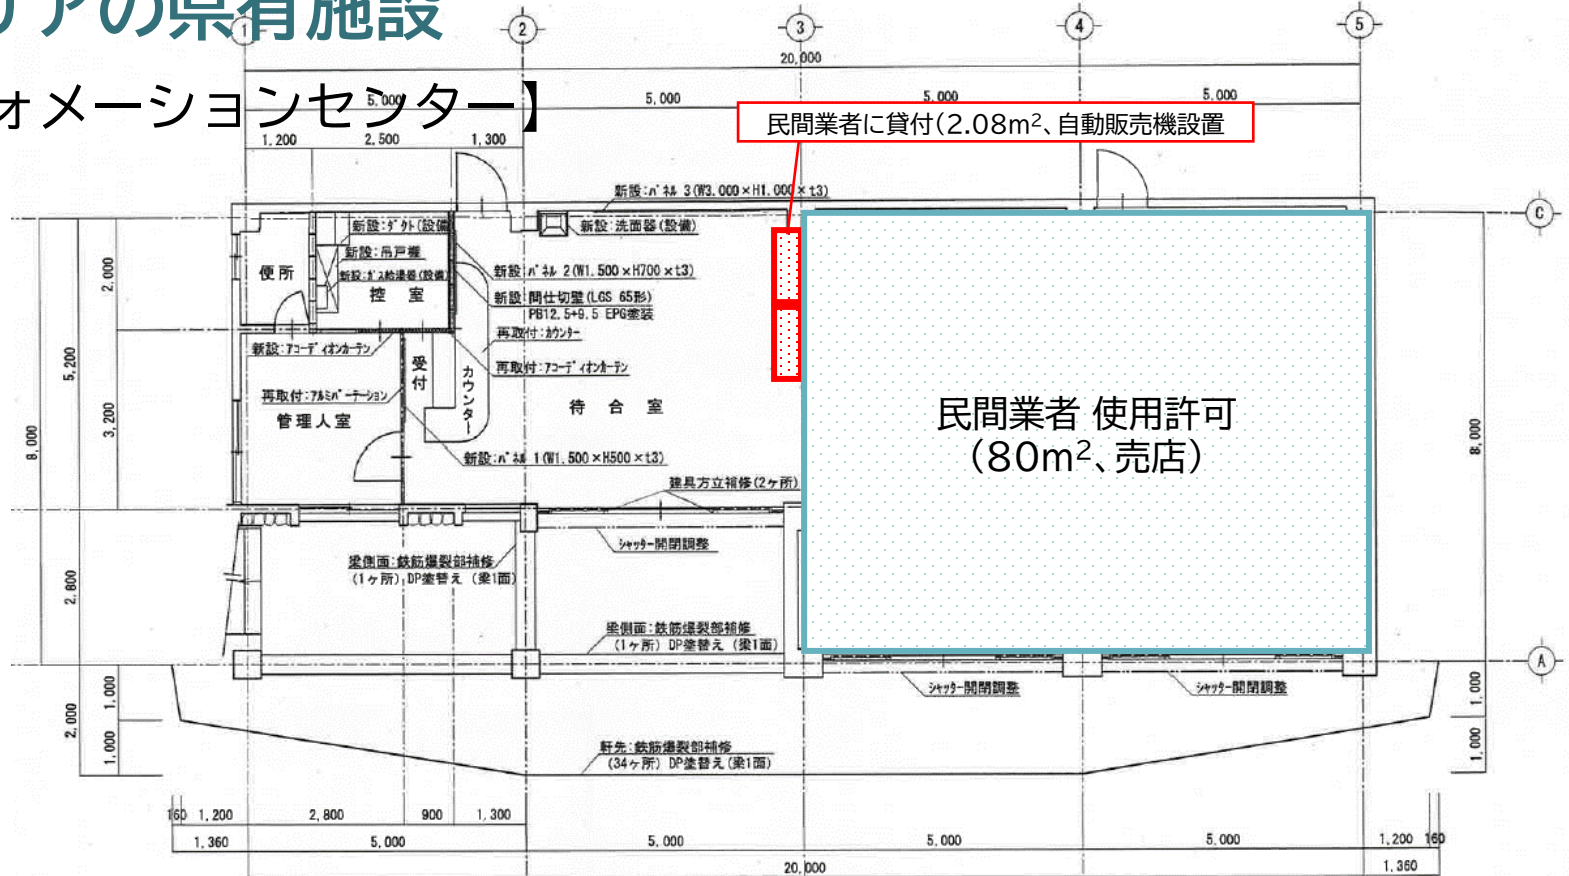 リアの県有施設
ォメーションセンター】
1
2
3
4
5
20,000
5,000
5,000
5,000
5,000
1,200
2,500
1,300
民間業者に貸付(2.08m²、自動販売機設置
新設:ﾊﾟﾈﾙ 3(W3.000×H1.000×t3)
C
新設:ﾀﾞｸﾄ(設備
新設:洗面器(設備)
新設:吊戸棚
新設:ｶﾞｽ給湯器(設備)
便所
控 室
新設:ﾊﾟﾈﾙ 2(W1.500×H700×t3)
新設:間仕切壁(LGS 65形)
PB12.5+9.5 EPG塗装
再取付:ｶｳﾝﾀｰ
新設:ｱｺｰﾃﾞｨｵﾝｶｰﾃﾝ
再取付:ｱｺｰﾃﾞｨｵﾝｶｰﾃﾝ
受付
カウンター
再取付:ｱﾙﾐﾊﾟｰﾃｰｼｮﾝ
管理人室
待 合 室
新設:ﾊﾟﾈﾙ 1(W1.500×H500×t3)
建具方立補修(2ヶ所)
民間業者 使用許可
(80m²、売店)
2,000
5,200
3,200
8,000
8,000
2,800
ｼｬｯﾀｰ開閉調整
梁側面:鉄筋爆裂部補修
(1ヶ所) DP塗替え (梁1面)
梁側面:鉄筋爆裂部補修
(1ヶ所) DP塗替え (梁1面)
A
ｼｬｯﾀｰ開閉調整
ｼｬｯﾀｰ開閉調整
1,000
2,000
1,000
1,000
1,000
軒先:鉄筋爆裂部補修
(34ヶ所) DP塗替え(梁1面)
160
1,200
2,800
900
1,300
1,360
5,000
5,000
5,000
5,000
1,200
160
20,000
1,360